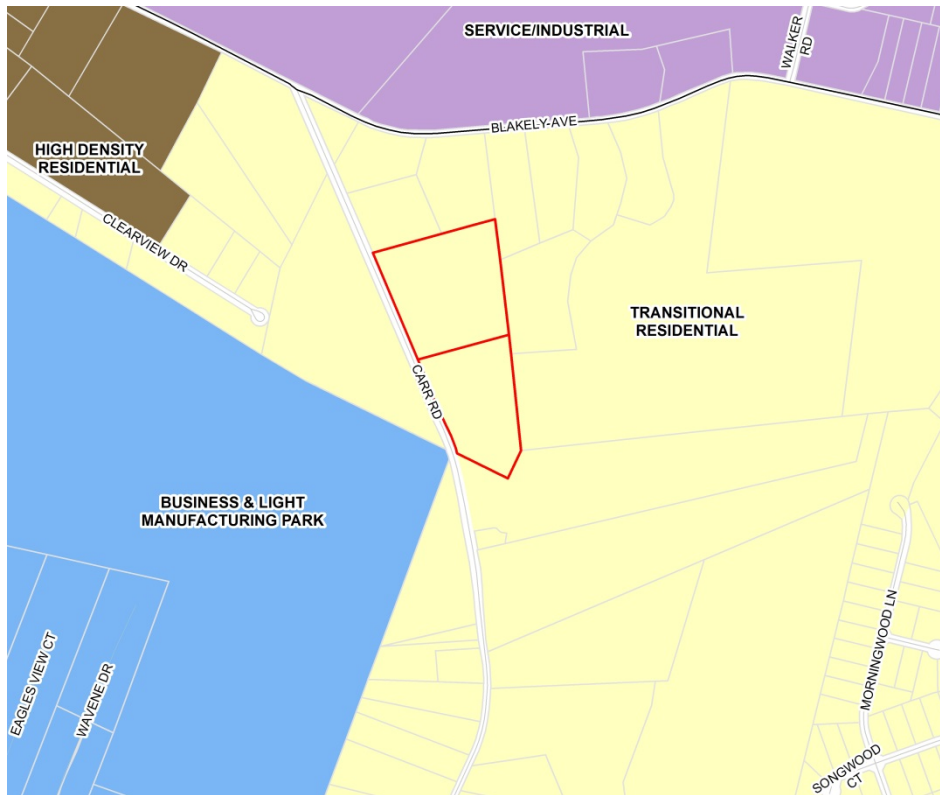 SERVICE/INDUSTRIAL
WALKER
RD
BLAKELY AVE
HIGH DENSITY
RESIDENTIAL
CLEARVIEW DR
TRANSITIONAL
RESIDENTIAL
CARR RD
BUSINESS & LIGHT
MANUFACTURING PARK
EAGLES VIEW CT
WAVENE DR
MORNINGWOOD LN
SONGWOOD
CT